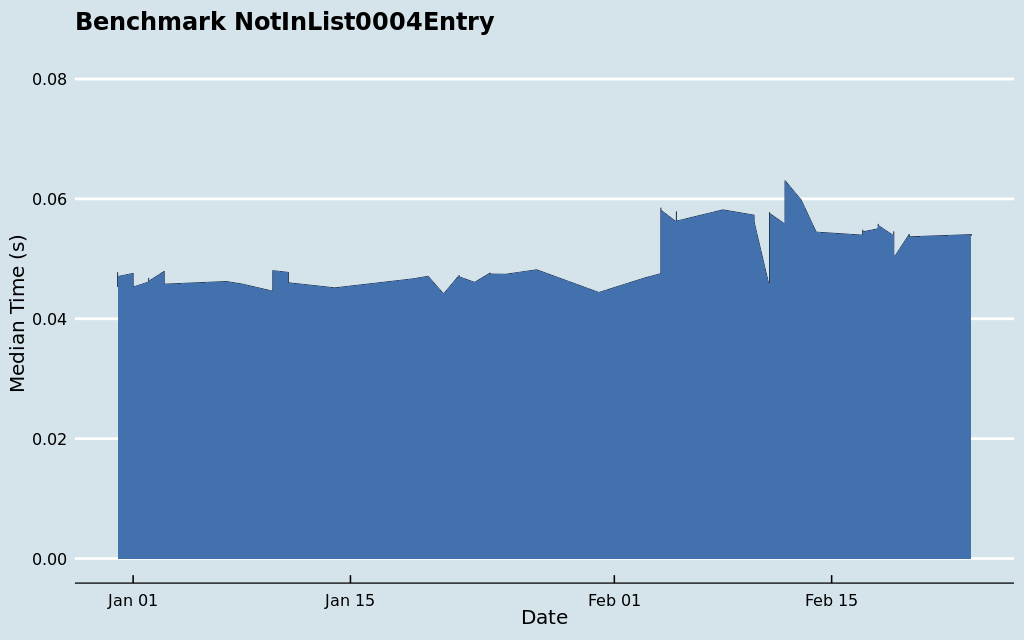 Benchmark NotInList0004Entry
0.08
0.06
0.04
0.02
0.00
Median Time (s)
Jan 01
Jan 15
Feb 01
Feb 15
Date